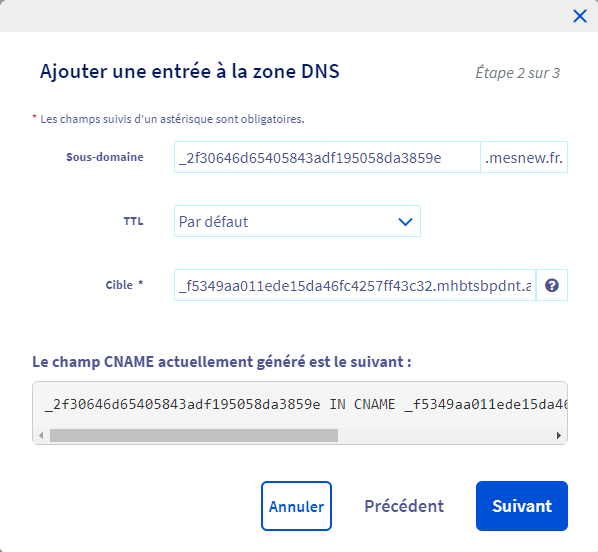 Ajouter une entrée à la zone DNS
Étape 2 sur 3
* Les champs suivis d'un astérisque sont obligatoires.
Sous-domaine _2f30646d65405843adf195058da3859e .mesnew.fr.
TTL Par défaut
Cible * _f5349aa011ede15da46fc4257ff43c32.mhbtsbpdnt.a ?
Le champ CNAME actuellement généré est le suivant :
_2f30646d65405843adf195058da3859e IN CNAME _f5349aa011ede15da46
Annuler Précédent Suivant